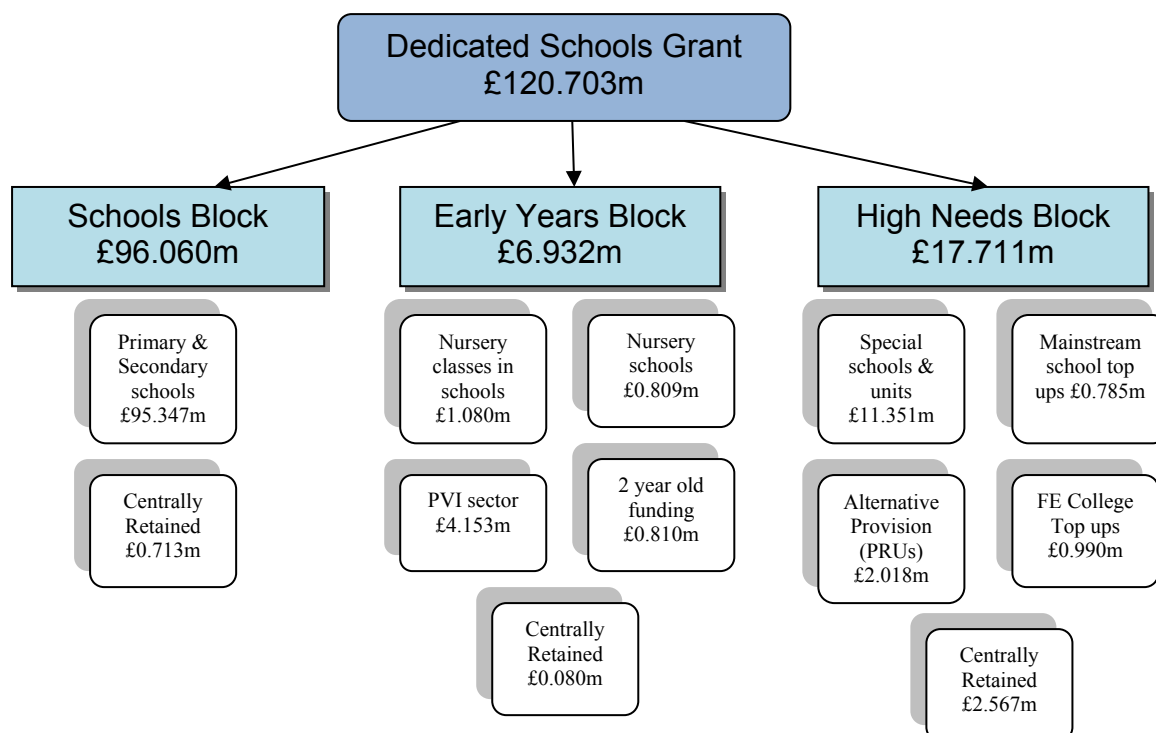 Dedicated Schools Grant
£120.703m
Schools Block
£96.060m
Early Years Block
£6.932m
High Needs Block
£17.711m
Primary &
Secondary
schools
£95.347m
Centrally
Retained
£0.713m
Nursery
classes in
schools
£1.080m
Nursery
schools
£0.809m
PVI sector
£4.153m
2 year old
funding
£0.810m
Centrally
Retained
£0.080m
Special
schools &
units
£11.351m
Mainstream
school top
ups £0.785m
Alternative
Provision
(PRUs)
£2.018m
FE College
Top ups
£0.990m
Centrally
Retained
£2.567m